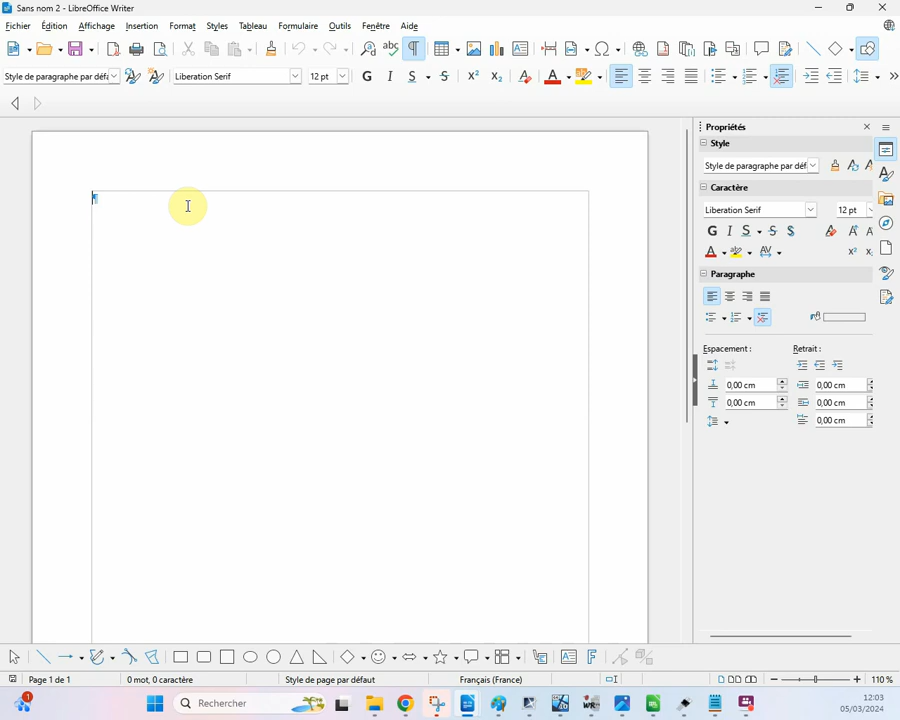 Sans nom 2 - LibreOffice Writer
Fichier Édition Affichage Insertion Format Styles Tableau Formulaire Outils Fenêtre Aide
Style de paragraphe par défa Liberation Serif 12 pt G I S S X² X₂ A A
¶
Propriétés
Style
Style de paragraphe par déf
Caractère
Liberation Serif 12 pt
G I S S S
Paragraphe
Espacement : Retrait :
0,00 cm 0,00 cm
0,00 cm 0,00 cm
0,00 cm
Page 1 de 1 0 mot, 0 caractère Style de page par défaut Français (France) 110 %
1 Rechercher 12:03
05/03/2024